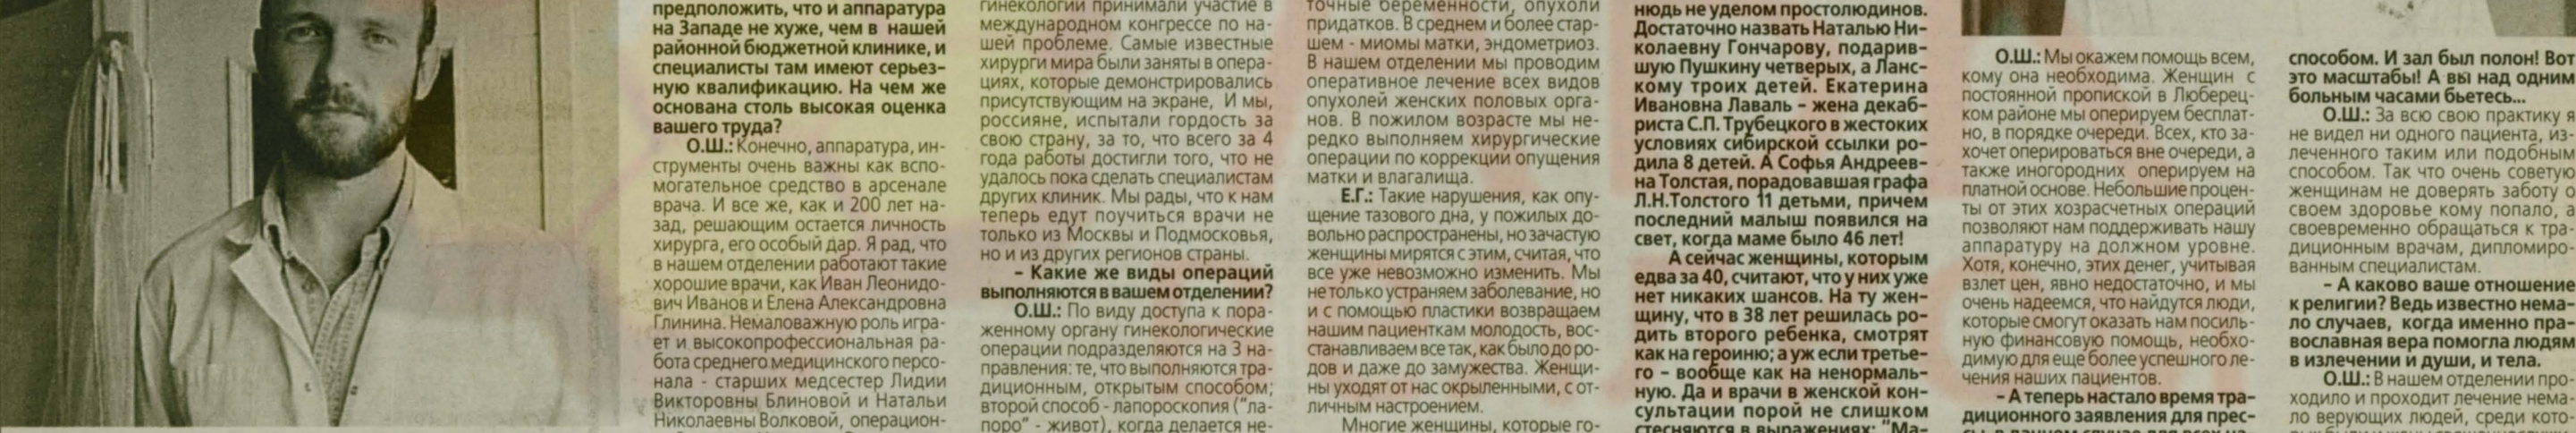 предположить, что и аппаратура
на Западе не хуже, чем в нашей
районной бюджетной клинике, и
специалисты там имеют серьез-
ную квалификацию. На чем же
основана столь высокая оценка
вашего труда?
О.Ш.: Конечно, аппаратура, ин-
струменты очень важны как вспо-
могательное средство в арсенале
врача. И все же, как и 200 лет на-
зад, решающим остается личность
хирурга, его особый дар. Я рад, что
в нашем отделении работают такие
хорошие врачи, как Иван Леонидо-
вич Иванов и Елена Александровна
Глинина. Немаловажную роль игра-
ет и высокопрофессиональная ра-
бота среднего медицинского персо-
нала - старших медсестер Лидии
Викторовны Блиновой и Натальи
Николаевны Волковой, операцион-
гинекологии принимали участие в
международном конгрессе по на-
шей проблеме. Самые известные
хирурги мира были заняты в опера-
циях, которые демонстрировались
присутствующим на экране, И мы,
россияне, испытали гордость за
свою страну, за то, что всего за 4
года работы достигли того, что не
удалось пока сделать специалистам
других клиник. Мы рады, что к нам
теперь едут поучиться врачи не
только из Москвы и Подмосковья,
но и из других регионов страны.
– Какие же виды операций
выполняются в вашем отделении?
О.Ш.: По виду доступа к пора-
женному органу гинекологические
операции подразделяются на 3 на-
правления: те, что выполняются тра-
диционным, открытым способом;
второй способ - лапороскопия ("ла-
поро" - живот), когда делается не-
точные беременности, опухоли
придатков. В среднем и более стар-
шем - миомы матки, эндометриоз.
В нашем отделении мы проводим
оперативное лечение всех видов
опухолей женских половых орга-
нов. В пожилом возрасте мы не-
редко выполняем хирургические
операции по коррекции опущения
матки и влагалища.
Е.Г.: Такие нарушения, как опу-
щение тазового дна, у пожилых до-
вольно распространены, но зачастую
женщины мирятся с этим, считая, что
все уже невозможно изменить. Мы
не только устраняем заболевание, но
и с помощью пластики возвращаем
нашим пациенткам молодость, вос-
станавливаем все так, как было до ро-
дов и даже до замужества. Женщи-
ны уходят от нас окрыленными, с от-
личным настроением.
Многие женщины, которые го-
нюдь не уделом простолюдинов.
Достаточно назвать Наталью Ни-
колаевну Гончарову, подарив-
шую Пушкину четверых, а Ланс-
кому троих детей. Екатерина
Ивановна Лаваль – жена декаб-
риста С.П. Трубецкого в жестоких
условиях сибирской ссылки ро-
дила 8 детей. А Софья Андреев-
на Толстая, порадовавшая графа
Л.Н.Толстого 11 детьми, причем
последний малыш появился на
свет, когда маме было 46 лет!
А сейчас женщины, которым
едва за 40, считают, что у них уже
нет никаких шансов. На ту жен-
щину, что в 38 лет решилась ро-
дить второго ребенка, смотрят
как на героиню; а уж если третье-
го – вообще как на ненормаль-
ную. Да и врачи в женской кон-
сультации порой не слишком
стесняются в выражениях: "Ма-
О.Ш.: Мы окажем помощь всем,
кому она необходима. Женщин с
постоянной пропиской в Люберец-
ком районе мы оперируем бесплат-
но, в порядке очереди. Всех, кто за-
хочет оперироваться вне очереди, а
также иногородних оперируем на
платной основе. Небольшие процен-
ты от этих хозрасчетных операций
позволяют нам поддерживать нашу
аппаратуру на должном уровне.
Хотя, конечно, этих денег, учитывая
взлет цен, явно недостаточно, и мы
очень надеемся, что найдутся люди,
которые смогут оказать нам посиль-
ную финансовую помощь, необхо-
димую для еще более успешного ле-
чения наших пациентов.
– А теперь настало время тра-
диционного заявления для прес-
способом. И зал был полон! Вот
это масштабы! А вы над одним
больным часами бьетесь...
О.Ш.: За всю свою практику я
не видел ни одного пациента, из-
леченного таким или подобным
способом. Так что очень советую
женщинам не доверять заботу о
своем здоровье кому попало, а
своевременно обращаться к тра-
диционным врачам, дипломиро-
ванным специалистам.
– А каково ваше отношение
к религии? Ведь известно нема-
ло случаев, когда именно пра-
вославная вера помогла людям
в излечении и души, и тела.
О.Ш.: В нашем отделении про-
ходило и проходит лечение нема-
ло верующих людей, среди кото-